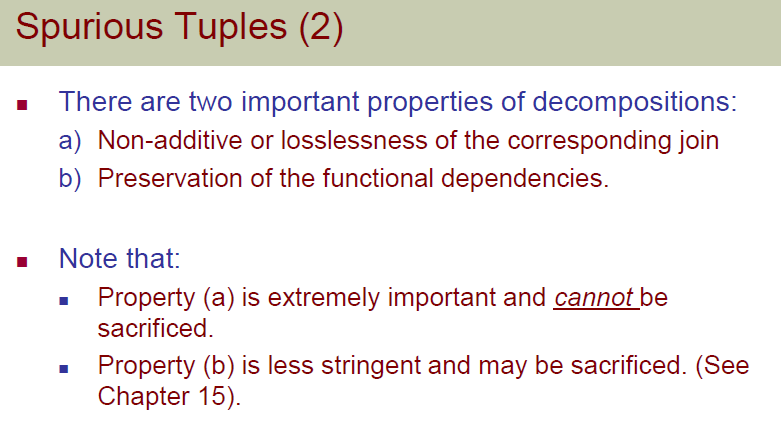 Spurious Tuples (2)
There are two important properties of decompositions:
a) Non-additive or losslessness of the corresponding join
b) Preservation of the functional dependencies.
Note that:
Property (a) is extremely important and cannot be
sacrificed.
Property (b) is less stringent and may be sacrificed. (See
Chapter 15).